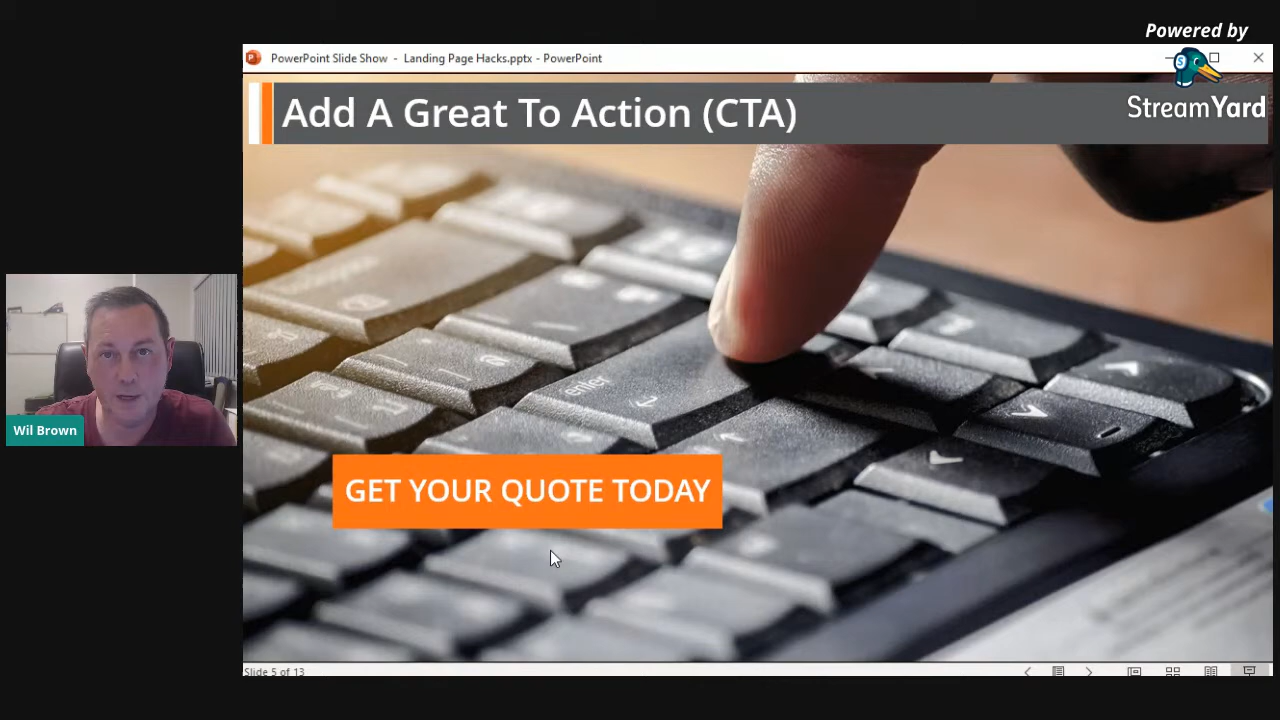 Powered by
StreamYard
PowerPoint Slide Show - Landing Page Hacks.pptx - PowerPoint
Add A Great To Action (CTA)
enter
GET YOUR QUOTE TODAY
Wil Brown
Slide 5 of 13